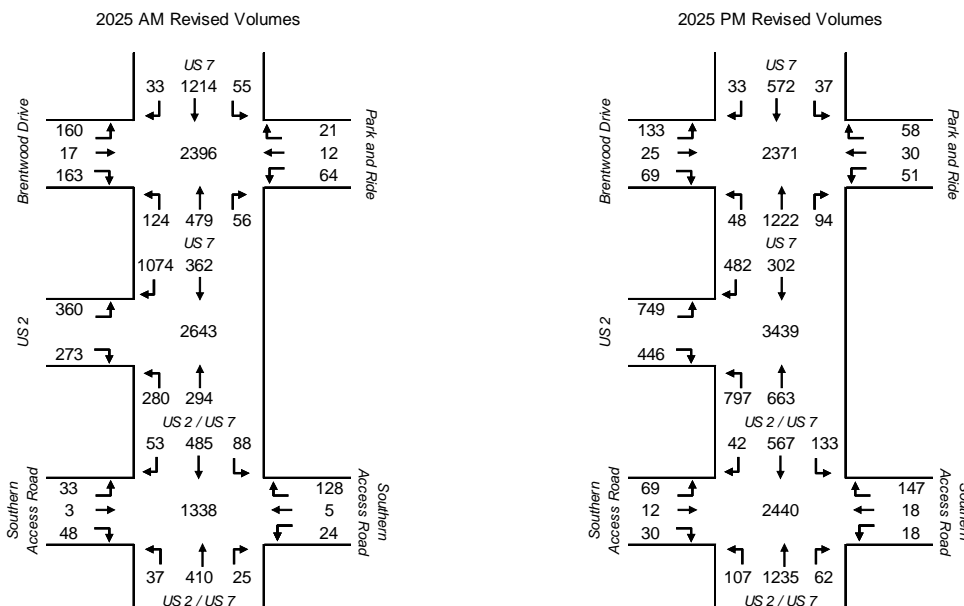 2025 AM Revised Volumes
US 7
33 1214 55
Brentwood Drive
160
17
163
2396
21
12
64
Park and Ride
124 479 56
US 7
1074 362
US 2
360
273
2643
280 294
US 2 / US 7
53 485 88
Southern
Access Road
33
3
48
1338
128
5
24
Southern
Access Road
37 410 25
US 2 / US 7
2025 PM Revised Volumes
US 7
33 572 37
Brentwood Drive
133
25
69
2371
58
30
51
Park and Ride
48 1222 94
US 7
482 302
US 2
749
446
3439
797 663
US 2 / US 7
42 567 133
Southern
Access Road
69
12
30
2440
147
18
18
Southern
Access Road
107 1235 62
US 2 / US 7